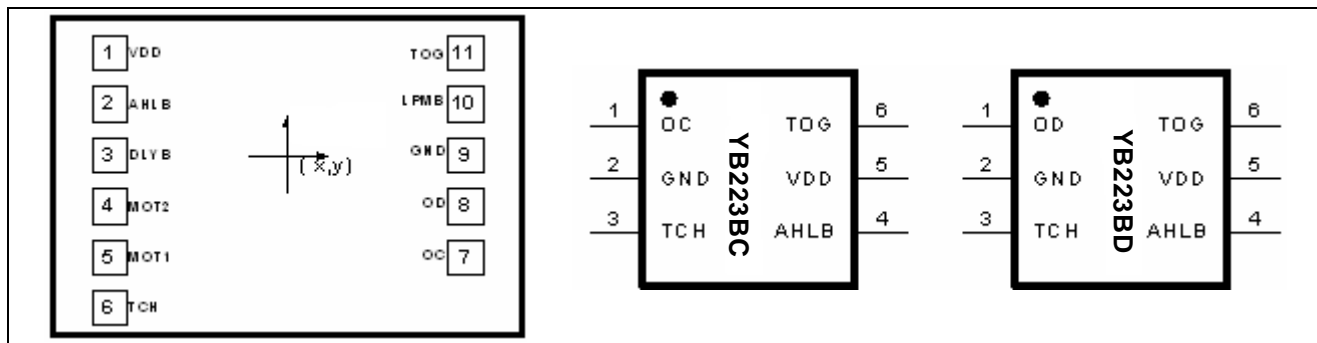 1 VDD
2 AHLB
3 DLYB
4 MOT2
5 MOT1
6 TCH
TOG 11
LPMB 10
GND 9
OD 8
OC 7
( x,y)
1 OC
2 GND
3 TCH
YB223BC
TOG 6
VDD 5
AHLB 4
1 OD
2 GND
3 TCH
YB223BD
TOG 6
VDD 5
AHLB 4